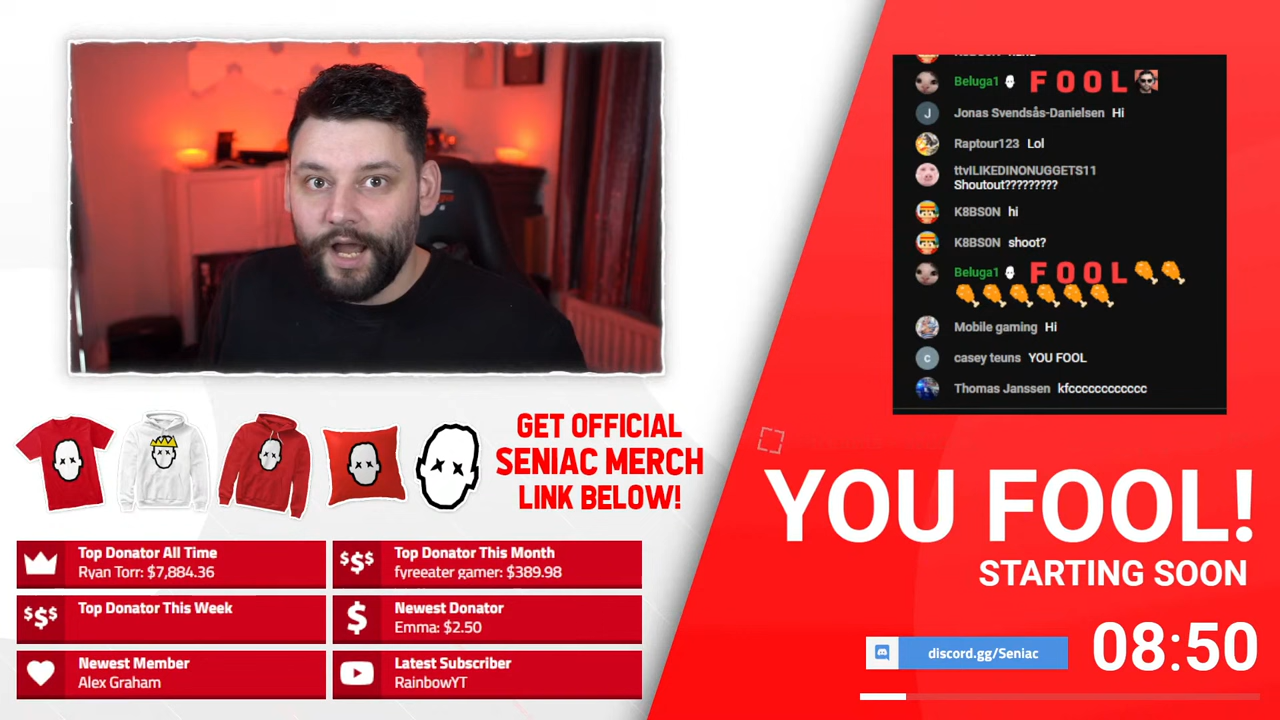 Beluga1 FOOL
Jonas Svendsås-Danielsen Hi
Raptour123 Lol
ttvILIKEDINONUGGETS11
Shoutout?????????
K8BS0N hi
K8BS0N shoot?
Beluga1 FOOL
Mobile gaming Hi
casey teuns YOU FOOL
Thomas Janssen kfcccccccccccc
GET OFFICIAL
SENIAC MERCH
LINK BELOW!
YOU FOOL!
STARTING SOON
Top Donator All Time
Ryan Torr: $7,884.36
Top Donator This Month
fyreeater gamer: $389.98
Top Donator This Week
Newest Donator
Emma: $2.50
Newest Member
Alex Graham
Latest Subscriber
RainbowYT
discord.gg/Seniac
08:50